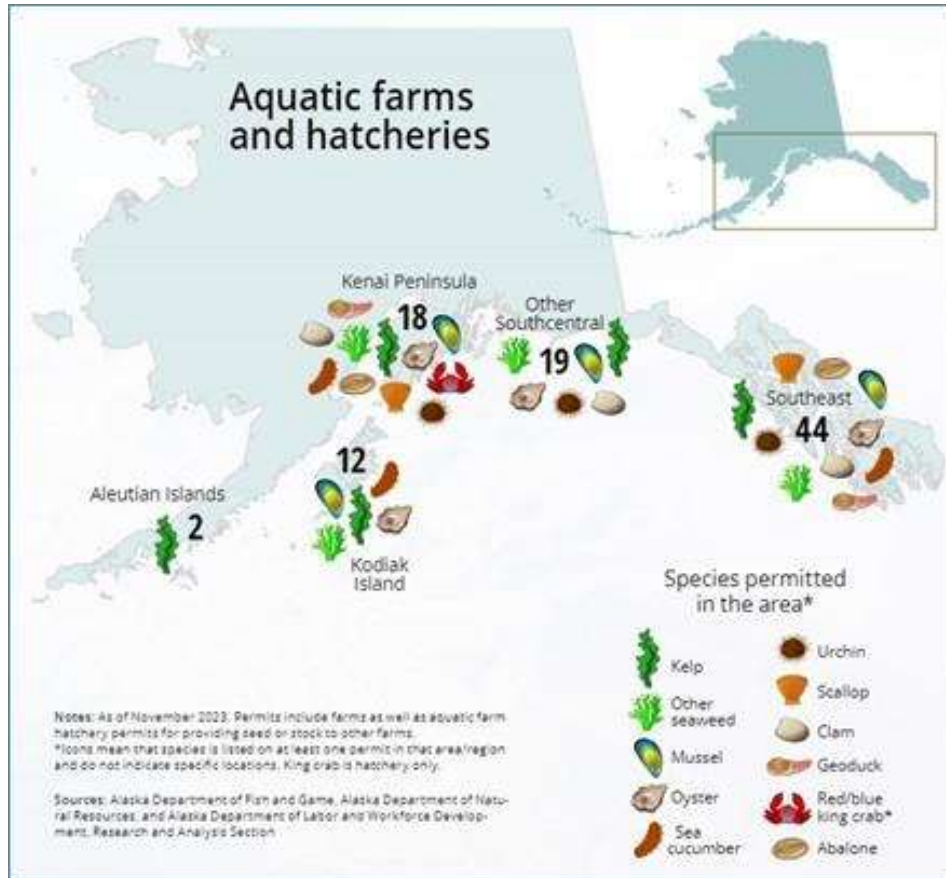 Aquatic farms
and hatcheries
Kenai Peninsula
18
Other
Southcentral
19
Southeast
44
12
Kodiak
Island
Aleutian Islands
2
Species permitted
in the area*
Kelp
Other
seaweed
Mussel
Oyster
Sea
cucumber
Urchin
Scallop
Clam
Geoduck
Red/blue
king crab*
Abalone
Notes: As of November 2023. Permits include farms as well as aquatic farm
hatchery permits for providing seed or stock to other farms.
*Icons mean that species is listed on at least one permit in that area/region
and do not indicate specific locations. King crab is hatchery only.
Sources: Alaska Department of Fish and Game, Alaska Department of Natu-
ral Resources, and Alaska Department of Labor and Workforce Develop-
ment, Research and Analysis Section